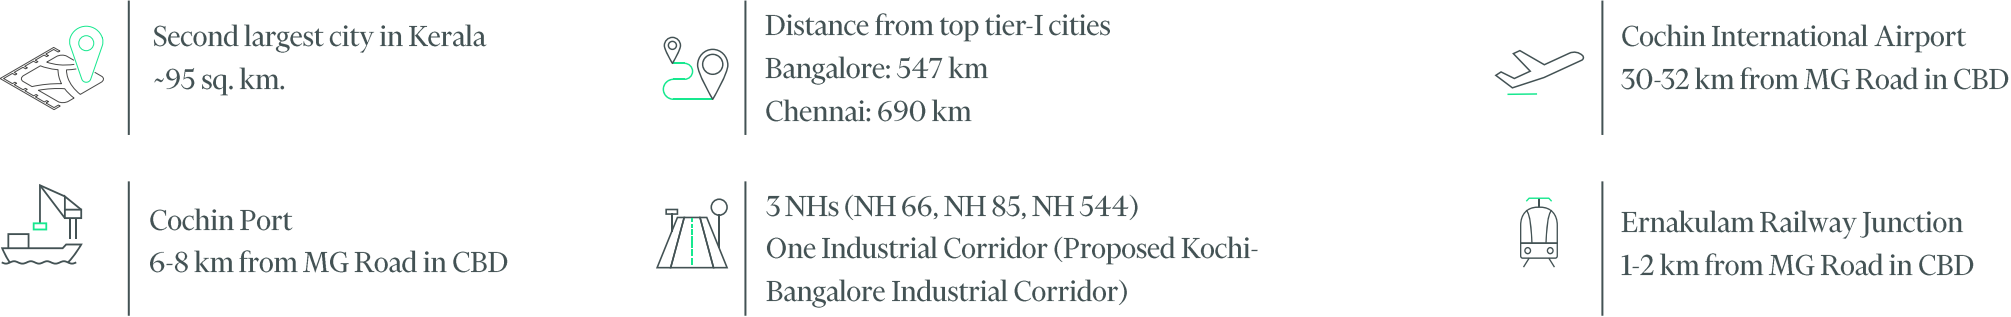 Second largest city in Kerala
~95 sq. km.
Distance from top tier-I cities
Bangalore: 547 km
Chennai: 690 km
Cochin International Airport
30-32 km from MG Road in CBD
Cochin Port
6-8 km from MG Road in CBD
3 NHs (NH 66, NH 85, NH 544)
One Industrial Corridor (Proposed Kochi-
Bangalore Industrial Corridor)
Ernakulam Railway Junction
1-2 km from MG Road in CBD